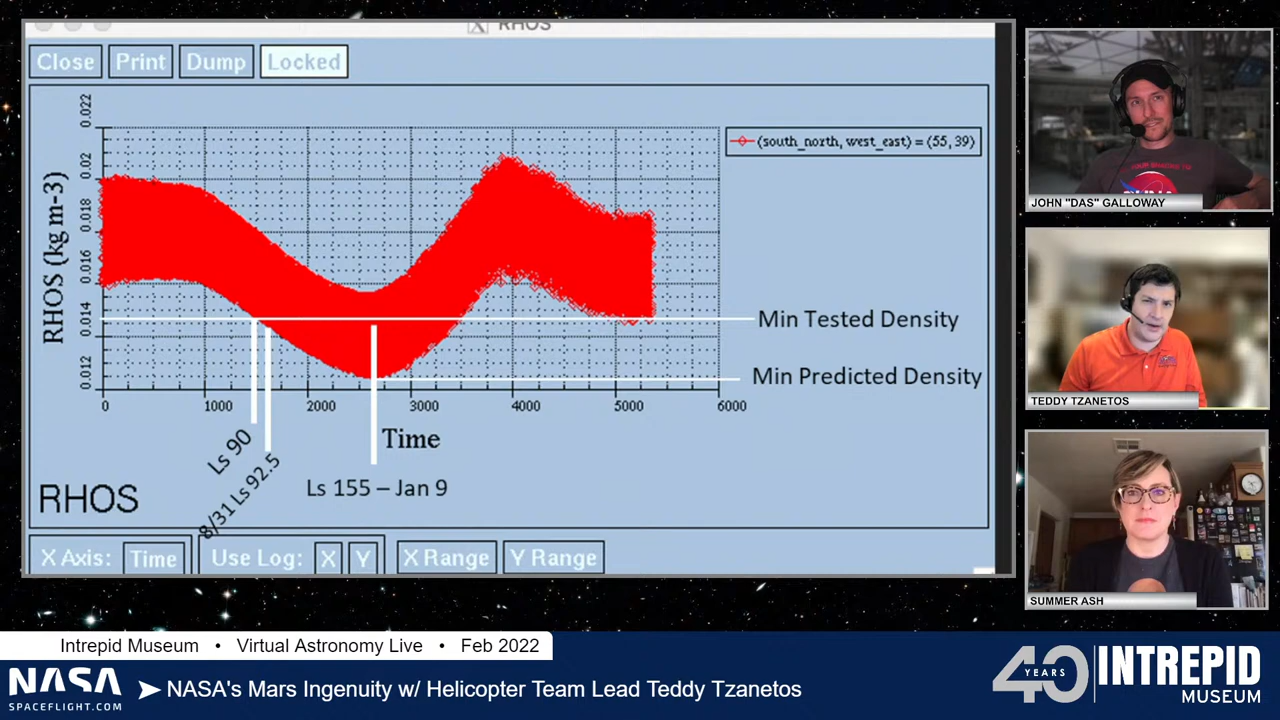 RHOS
Close Print Dump Locked
0.022
0.02
0.018
0.016
0.014
0.012
RHOS (kg m-3)
(south_north, west_east) = (55, 39)
Min Tested Density
Min Predicted Density
0 1000 2000 3000 4000 5000 6000
Time
Ls 90
8/31 Ls 92.5
Ls 155 – Jan 9
RHOS
X Axis: Time Use Log: X Y X Range Y Range
JOHN "DAS" GALLOWAY
TEDDY TZANETOS
SUMMER ASH
Intrepid Museum • Virtual Astronomy Live • Feb 2022
NASA
SPACEFLIGHT.COM
NASA's Mars Ingenuity w/ Helicopter Team Lead Teddy Tzanetos
40 YEARS
INTREPID
MUSEUM